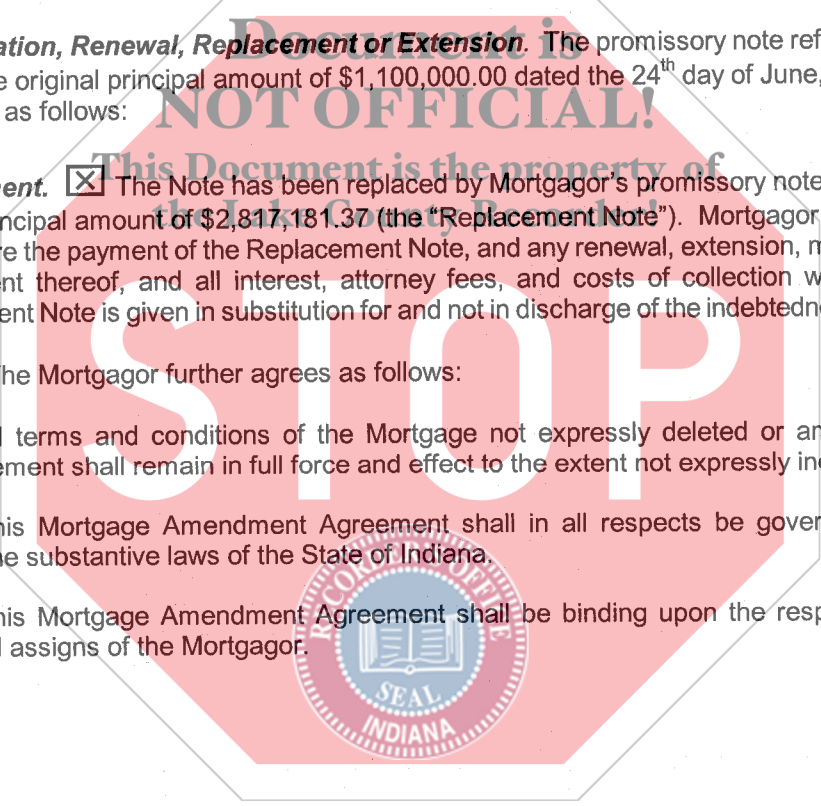 ation, Renewal, Replacement or Extension. The promissory note ref
Document is
e original principal amount of $1,100,000.00 dated the 24th day of June,
as follows:
NOT OFFICIAL!
This Document is the property of
ent. ☒ The Note has been replaced by Mortgagor's promissory note
the Lake County Recorder!
ncipal amount of $2,817,181.37 (the “Replacement Note”). Mortgagor
re the payment of the Replacement Note, and any renewal, extension, m
nt thereof, and all interest, attorney fees, and costs of collection w
ent Note is given in substitution for and not in discharge of the indebtedn
STOP
he Mortgagor further agrees as follows:
l terms and conditions of the Mortgage not expressly deleted or am
ement shall remain in full force and effect to the extent not expressly inc
his Mortgage Amendment Agreement shall in all respects be gover
e substantive laws of the State of Indiana.
his Mortgage Amendment Agreement shall be binding upon the resp
l assigns of the Mortgagor.
SEAL
INDIANA